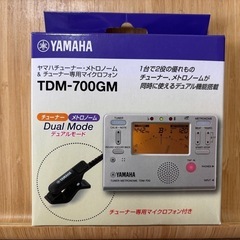 YAMAHA
ヤマハチューナー・メトロノーム
&チューナー専用マイクロフォン
TDM-700GM
1台で2役の優れもの
チューナー、メトロノームが
同時に使えるデュアル機能搭載
チューナー
メトロノーム
Dual Mode
デュアルモード
TUNER
METRONOME
YAMAHA
チューナー専用マイクロフォン付き